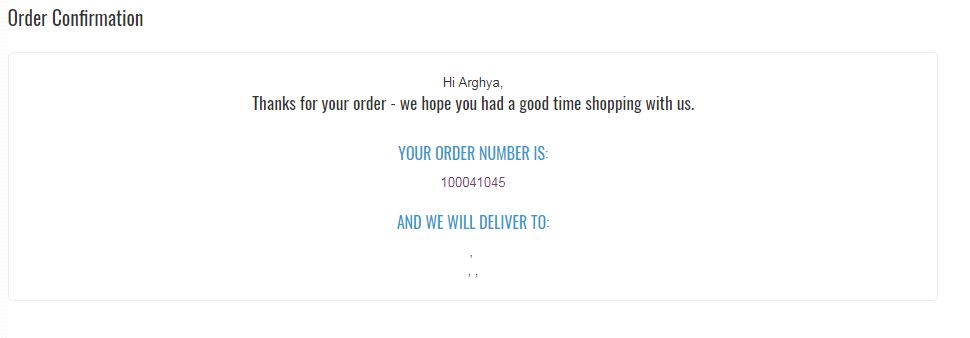 Order Confirmation
Hi Arghya,
Thanks for your order - we hope you had a good time shopping with us.
YOUR ORDER NUMBER IS:
100041045
AND WE WILL DELIVER TO:
,
, ,